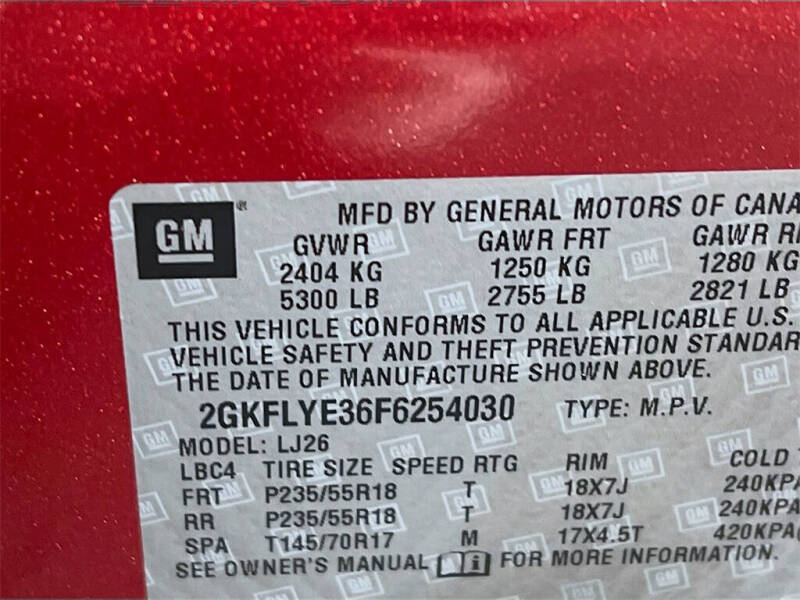 GM ® MFD BY GENERAL MOTORS OF CANA
GVWR GAWR FRT GAWR R
2404 KG 1250 KG 1280 KG
5300 LB 2755 LB 2821 LB
THIS VEHICLE CONFORMS TO ALL APPLICABLE U.S.
VEHICLE SAFETY AND THEFT PREVENTION STANDAR
THE DATE OF MANUFACTURE SHOWN ABOVE.
2GKFLYE36F6254030 TYPE: M.P.V.
MODEL: LJ26
LBC4 TIRE SIZE SPEED RTG RIM COLD
FRT P235/55R18 T 18X7J 240KPA
RR P235/55R18 T 18X7J 240KPA
SPA T145/70R17 M 17X4.5T 420KPA(
SEE OWNER'S MANUAL FOR MORE INFORMATION.